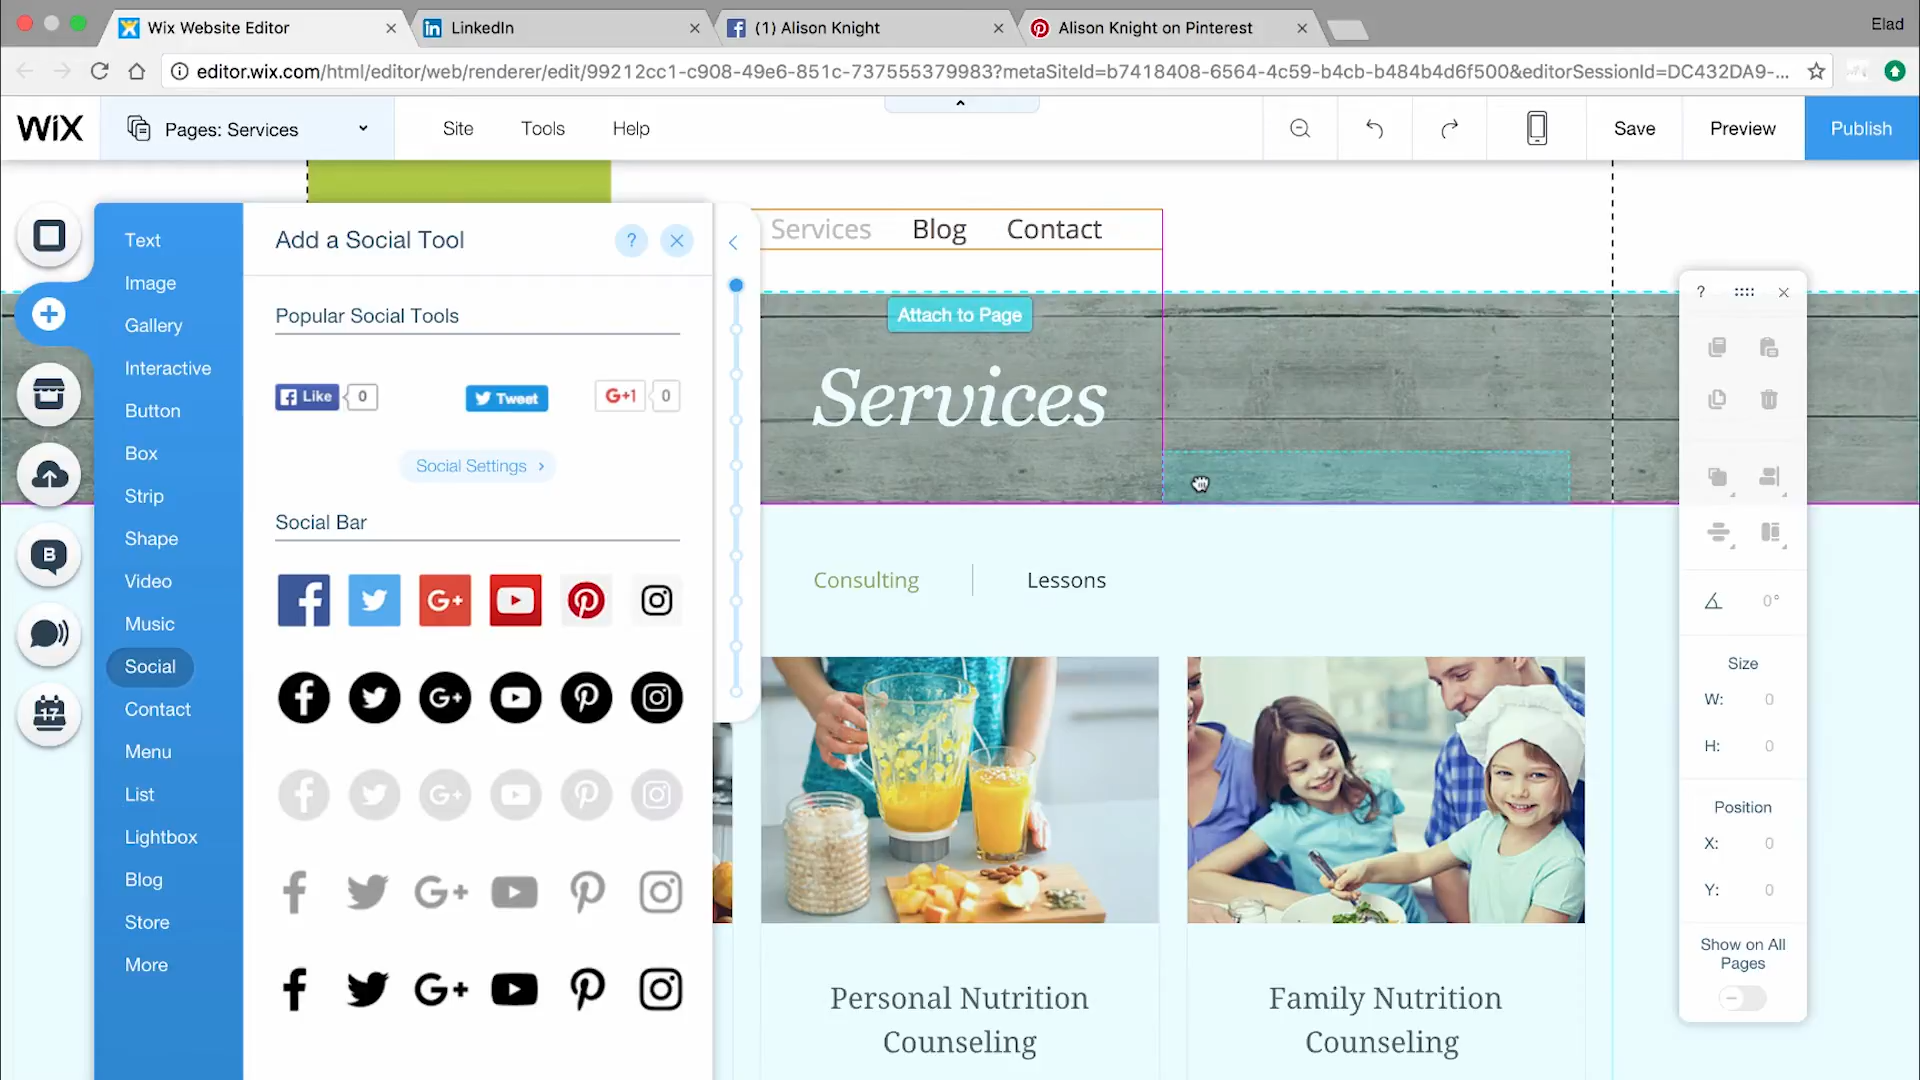 Wix Website Editor
LinkedIn
(1) Alison Knight
Alison Knight on Pinterest
Elad
editor.wix.com/html/editor/web/renderer/edit/99212cc1-c908-49e6-851c-737555379983?metaSiteId=b7418408-6564-4c59-b4cb-b484b4d6f500&editorSessionId=DC432DA9-...
WiX
Pages: Services
Site
Tools
Help
Save
Preview
Publish
Text
Image
Gallery
Interactive
Button
Box
Strip
Shape
Video
Music
Social
Contact
Menu
List
Lightbox
Blog
Store
More
Add a Social Tool
?
Popular Social Tools
Like 0
Tweet
G+1 0
Social Settings
Social Bar
Services
Blog
Contact
Attach to Page
Services
Consulting
Lessons
Personal Nutrition
Counseling
Family Nutrition
Counseling
?
0°
Size
W: 0
H: 0
Position
X: 0
Y: 0
Show on All
Pages
B
17